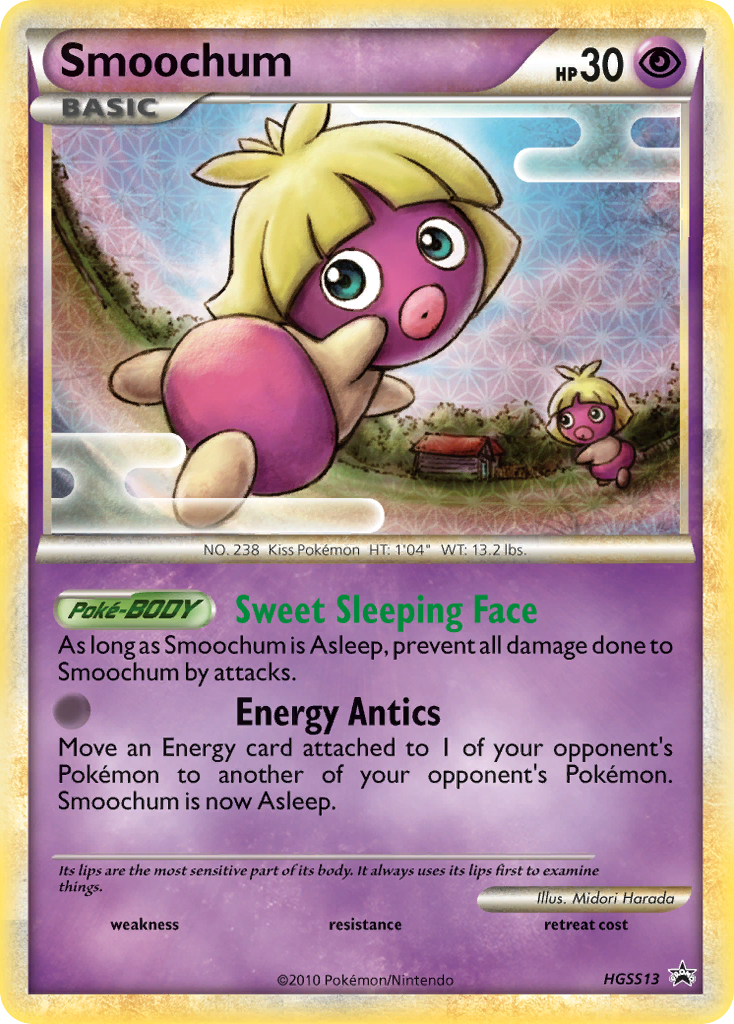 Smoochum
HP 30
BASIC
NO. 238 Kiss Pokémon HT: 1'04" WT: 13.2 lbs.
Poké-BODY Sweet Sleeping Face
As long as Smoochum is Asleep, prevent all damage done to
Smoochum by attacks.
Energy Antics
Move an Energy card attached to 1 of your opponent's
Pokémon to another of your opponent's Pokémon.
Smoochum is now Asleep.
Its lips are the most sensitive part of its body. It always uses its lips first to examine
things.
Illus. Midori Harada
weakness resistance retreat cost
©2010 Pokémon/Nintendo HGSS13 PROMO